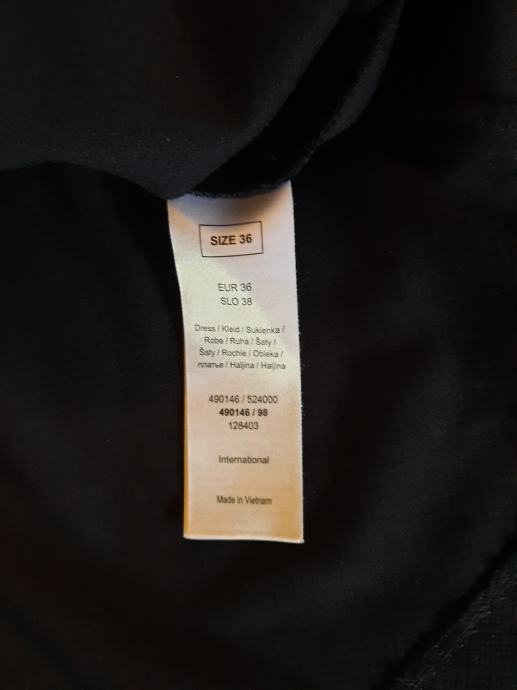 SIZE 36
EUR 36
SLO 38
Dress / Kleid / Sukienka /
Robe / Ruha / Šaty /
Šaty / Rochie / Obleka /
платье / Haljina / Haljina
490146 / 524000
490146 / 98
128403
International
Made in Vietnam